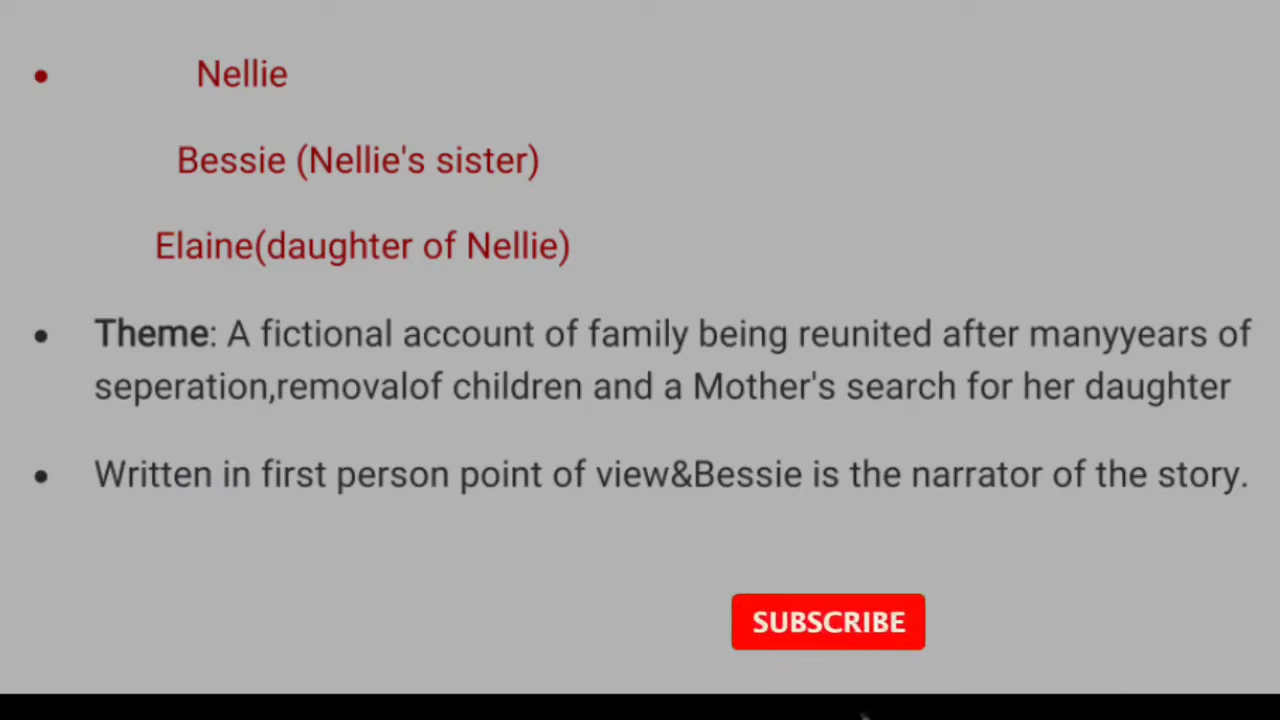 • Nellie
Bessie (Nellie's sister)
Elaine(daughter of Nellie)
• Theme: A fictional account of family being reunited after manyyears of
seperation,removalof children and a Mother's search for her daughter
• Written in first person point of view&Bessie is the narrator of the story.
SUBSCRIBE